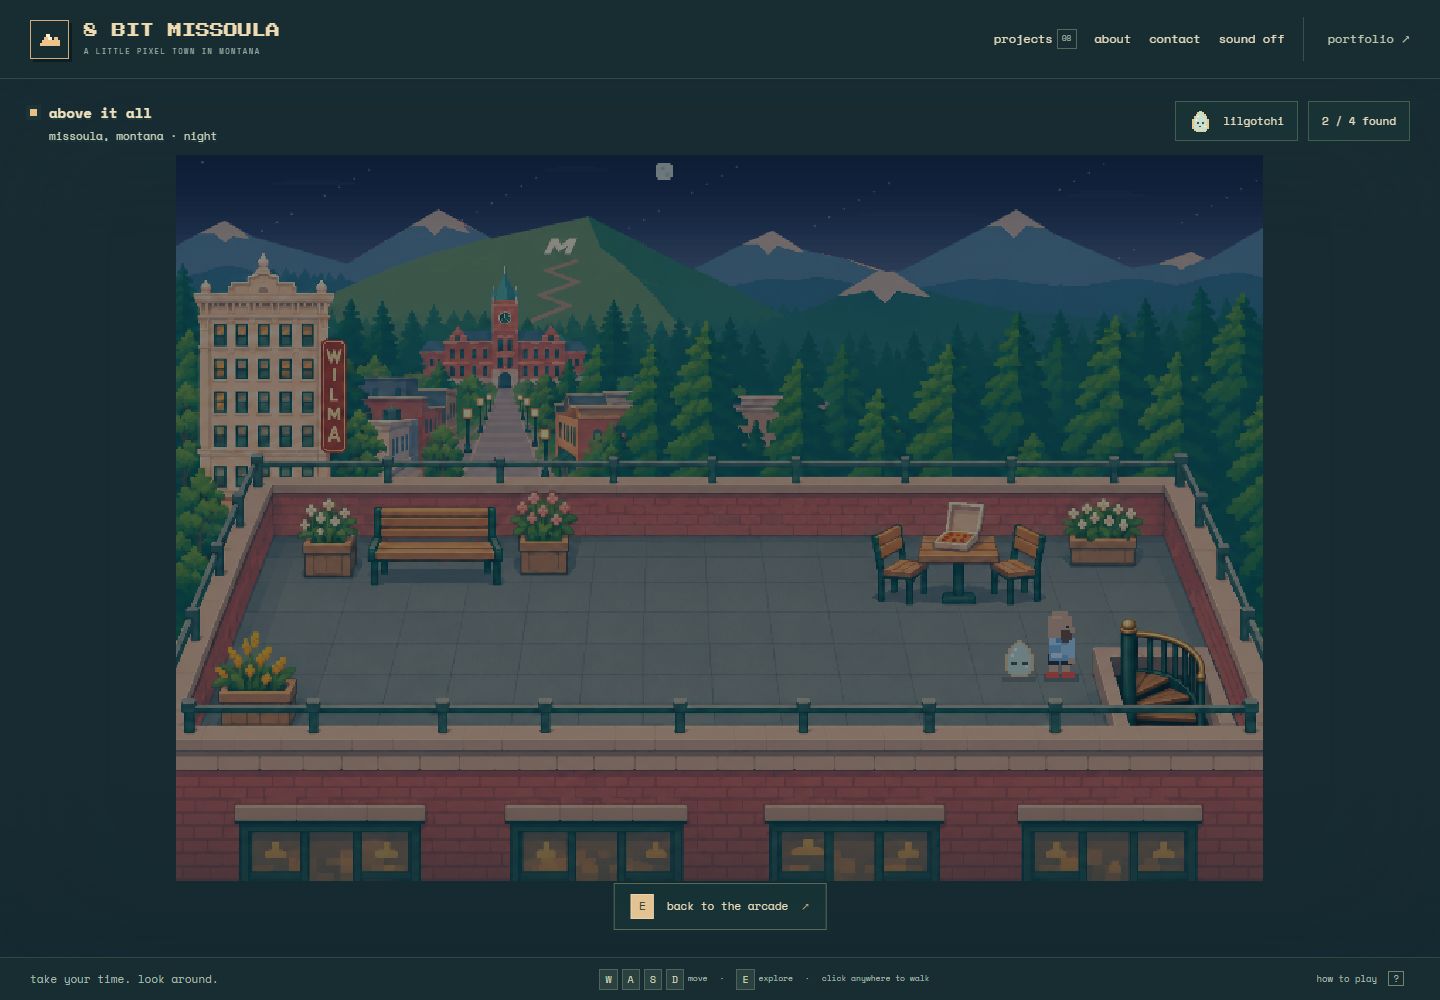 8 BIT MISSOULA
A LITTLE PIXEL TOWN IN MONTANA
projects 08 about contact sound off portfolio ↗
above it all
missoula, montana · night
lilgotchi 2 / 4 found
M
WILMA
E back to the arcade ↗
take your time. look around.
W A S D move · E explore · click anywhere to walk
how to play ?